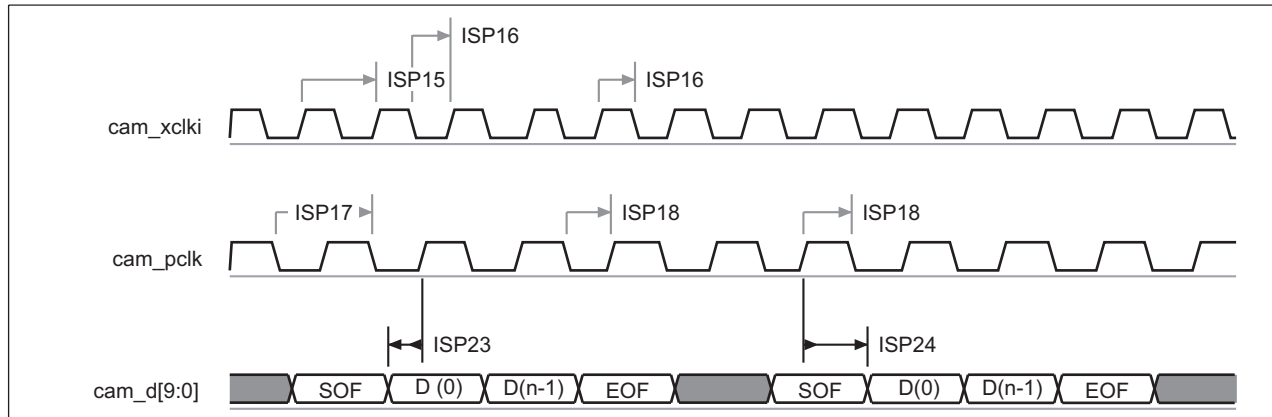 ISP16
ISP15
ISP16
cam_xclki
ISP17
ISP18
ISP18
cam_pclk
ISP23
ISP24
cam_d[9:0]
SOF
D (0)
D(n-1)
EOF
SOF
D(0)
D(n-1)
EOF